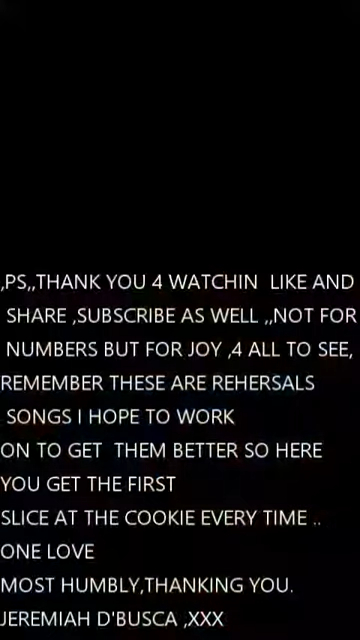 ,PS,,THANK YOU 4 WATCHIN  LIKE AND
SHARE ,SUBSCRIBE AS WELL ,,NOT FOR
NUMBERS BUT FOR JOY ,4 ALL TO SEE,
REMEMBER THESE ARE REHERSALS
SONGS I HOPE TO WORK
ON TO GET  THEM BETTER SO HERE
YOU GET THE FIRST
SLICE AT THE COOKIE EVERY TIME ..
ONE LOVE
MOST HUMBLY,THANKING YOU.
JEREMIAH D'BUSCA ,XXX